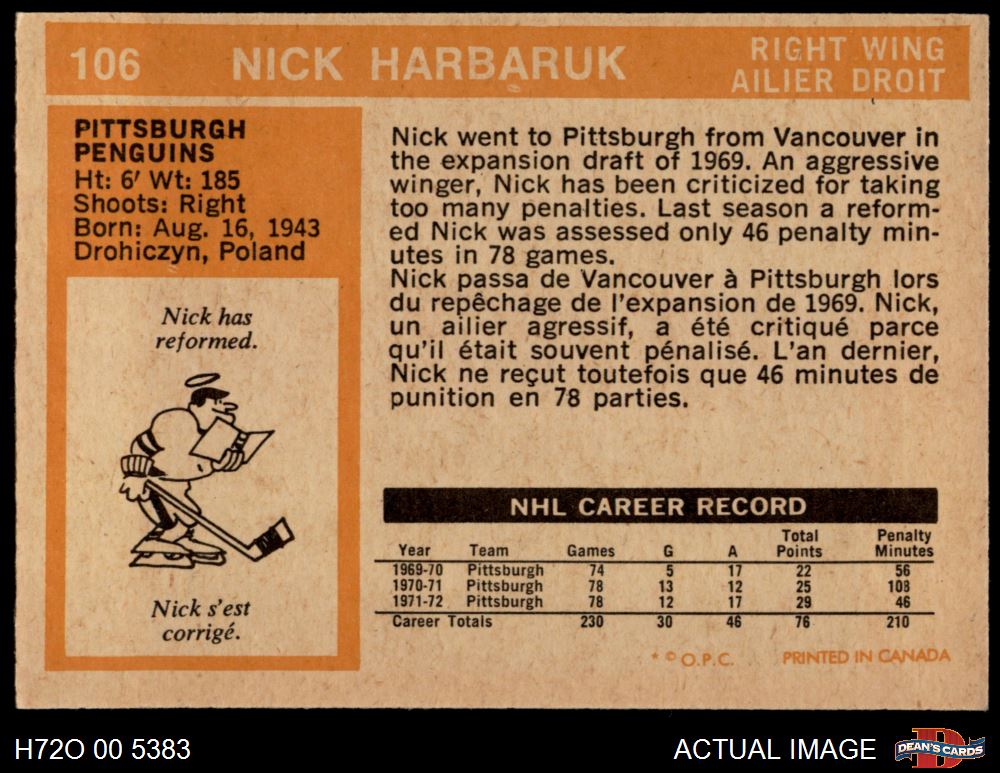 106 NICK HARBARUK RIGHT WING
AILIER DROIT
PITTSBURGH
PENGUINS
Ht: 6' Wt: 185
Shoots: Right
Born: Aug. 16, 1943
Drohiczyn, Poland
Nick has
reformed.
Nick s'est
corrigé.
Nick went to Pittsburgh from Vancouver in
the expansion draft of 1969. An aggressive
winger, Nick has been criticized for taking
too many penalties. Last season a reform-
ed Nick was assessed only 46 penalty min-
utes in 78 games.
Nick passa de Vancouver à Pittsburgh lors
du repêchage de l'expansion de 1969. Nick,
un ailier agressif, a été critiqué parce
qu'il était souvent pénalisé. L'an dernier,
Nick ne reçut toutefois que 46 minutes de
punition en 78 parties.
NHL CAREER RECORD
Year Team Games G A Total Points Penalty Minutes
1969-70 Pittsburgh 74 5 17 22 56
1970-71 Pittsburgh 78 13 12 25 108
1971-72 Pittsburgh 78 12 17 29 46
Career Totals 230 30 46 76 210
* © O.P.C. PRINTED IN CANADA
H72O 00 5383 ACTUAL IMAGE DEAN'S CARDS